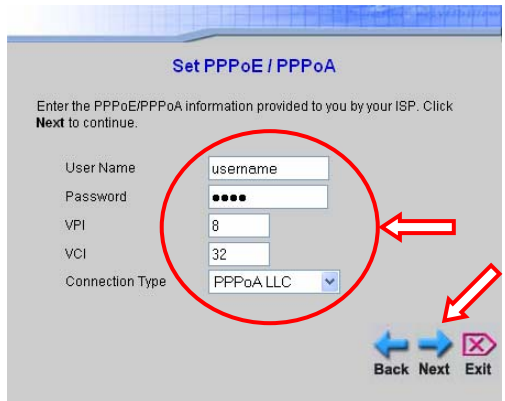 Set PPPoE / PPPoA
Enter the PPPoE/PPPoA information provided to you by your ISP. Click
Next to continue.
User Name username
Password ●●●●
VPI 8
VCI 32
Connection Type PPPoA LLC
Back Next Exit